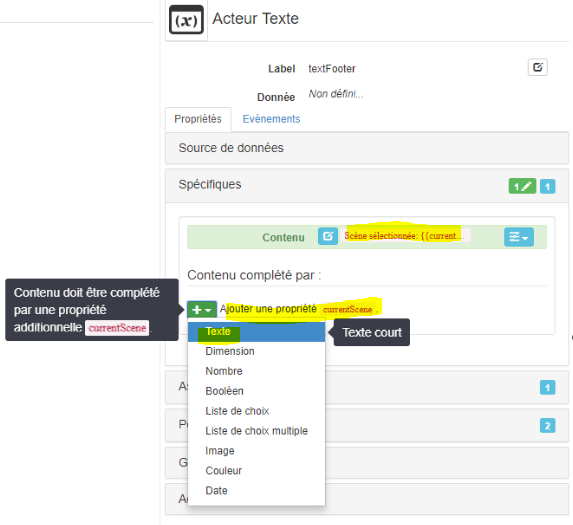 (x) Acteur Texte
Label textFooter
Donnée Non défini...
Propriétés Evènements
Source de données
Spécifiques 1 1
Contenu Scène sélectionnée: {{current...
Contenu complété par :
Contenu doit être complété
par une propriété
additionnelle currentScene
Ajouter une propriété currentScene .
Texte
Texte court
Dimension
Nombre
Booléen
Liste de choix
Liste de choix multiple
Image
Couleur
Date
1
2
G